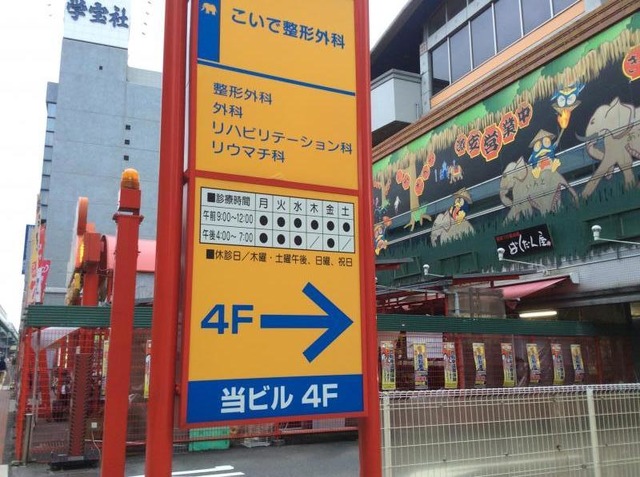 学宝社
こいで整形外科
整形外科
外科
リハビリテーション科
リウマチ科
■診療時間 月 火 水 木 金 土
午前9:00~12:00 ● ● ● ● ● ●
午後4:00~7:00 ● ● ● / ● /
■休診日/木曜・土曜午後、日曜、祝日
4F
当ビル 4F
営業中